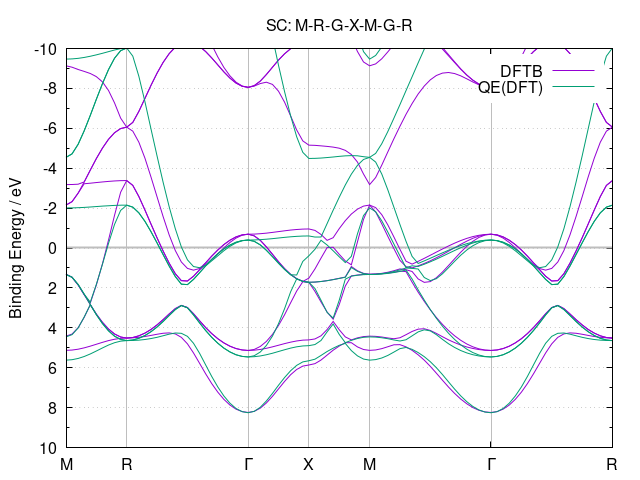 SC: M-R-G-X-M-G-R
DFTB
QE(DFT)
Binding Energy / eV
-10
-8
-6
-4
-2
0
2
4
6
8
10
M R Γ X M Γ R